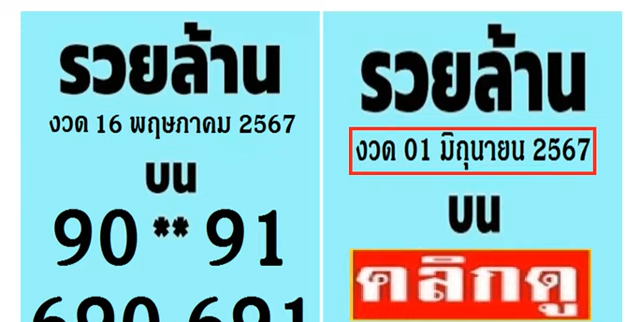 รวยล้าน
งวด 16 พฤษภาคม 2567
บน
90**91
690 691
รวยล้าน
งวด 01 มิถุนายน 2567
บน
คลิกดู